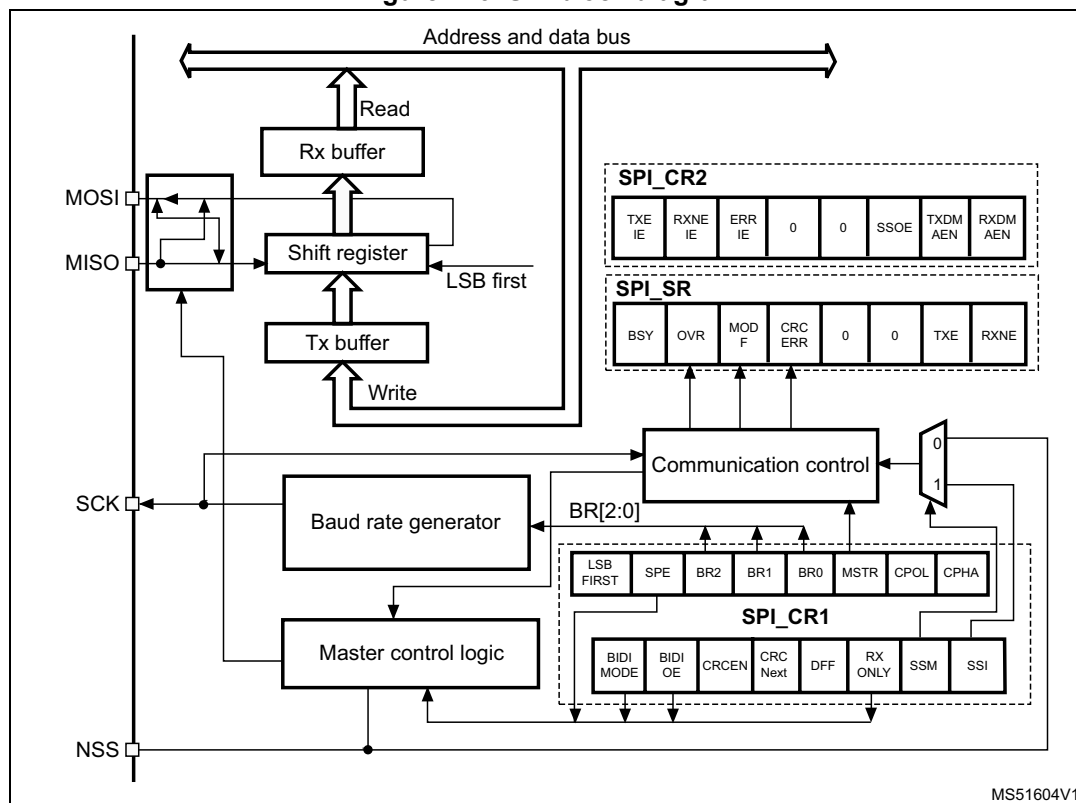 Address and data bus
Read
Rx buffer
MOSI
MISO
Shift register
LSB first
Tx buffer
Write
SPI_CR2
TXE
IE
RXNE
IE
ERR
IE
0
0
SSOE
TXDM
AEN
RXDM
AEN
SPI_SR
BSY
OVR
MOD
F
CRC
ERR
0
0
TXE
RXNE
Communication control
0
1
SCK
Baud rate generator
BR[2:0]
LSB
FIRST
SPE
BR2
BR1
BR0
MSTR
CPOL
CPHA
SPI_CR1
Master control logic
BIDI
MODE
BIDI
OE
CRCEN
CRC
Next
DFF
RX
ONLY
SSM
SSI
NSS
MS51604V1